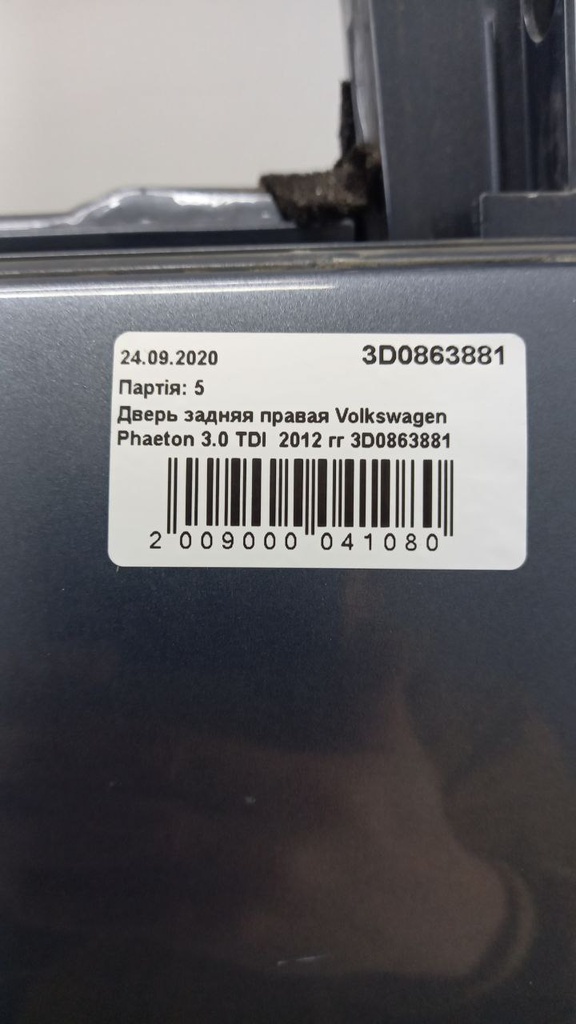 24.09.2020 3D0863881
Партія: 5
Дверь задняя правая Volkswagen
Phaeton 3.0 TDI 2012 гг 3D0863881
2 009000 041080